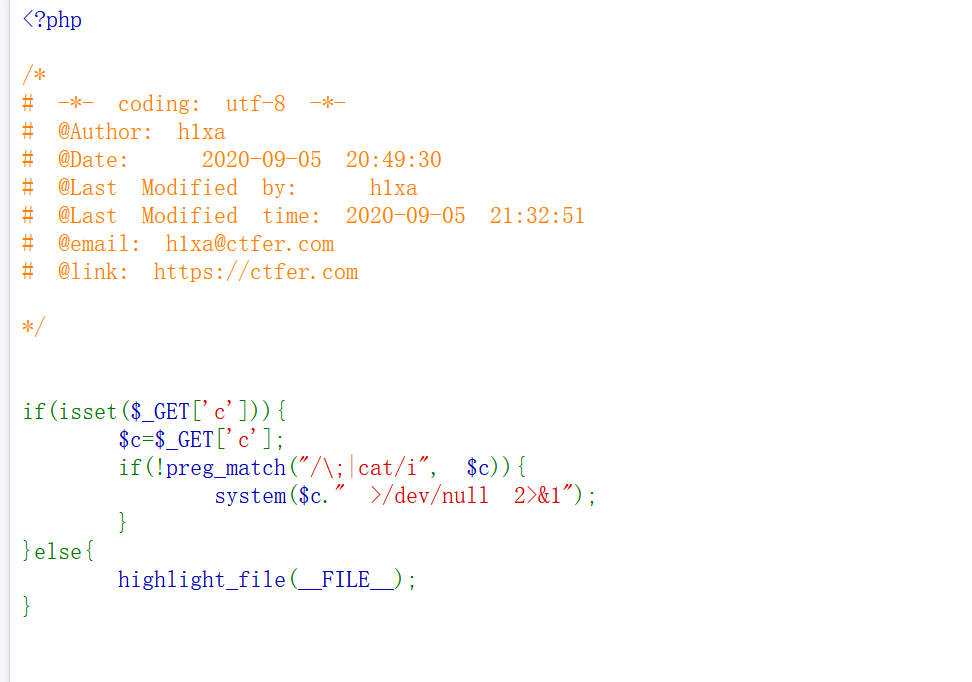 <?php
/*
# -*- coding: utf-8 -*-
# @Author: h1xa
# @Date: 2020-09-05 20:49:30
# @Last Modified by: h1xa
# @Last Modified time: 2020-09-05 21:32:51
# @email: h1xa@ctfer.com
# @link: https://ctfer.com
*/
if(isset($_GET['c'])){
$c=$_GET['c'];
if(!preg_match("/\;|cat/i", $c)){
system($c." >/dev/null 2>&1");
}
}else{
highlight_file(__FILE__);
}